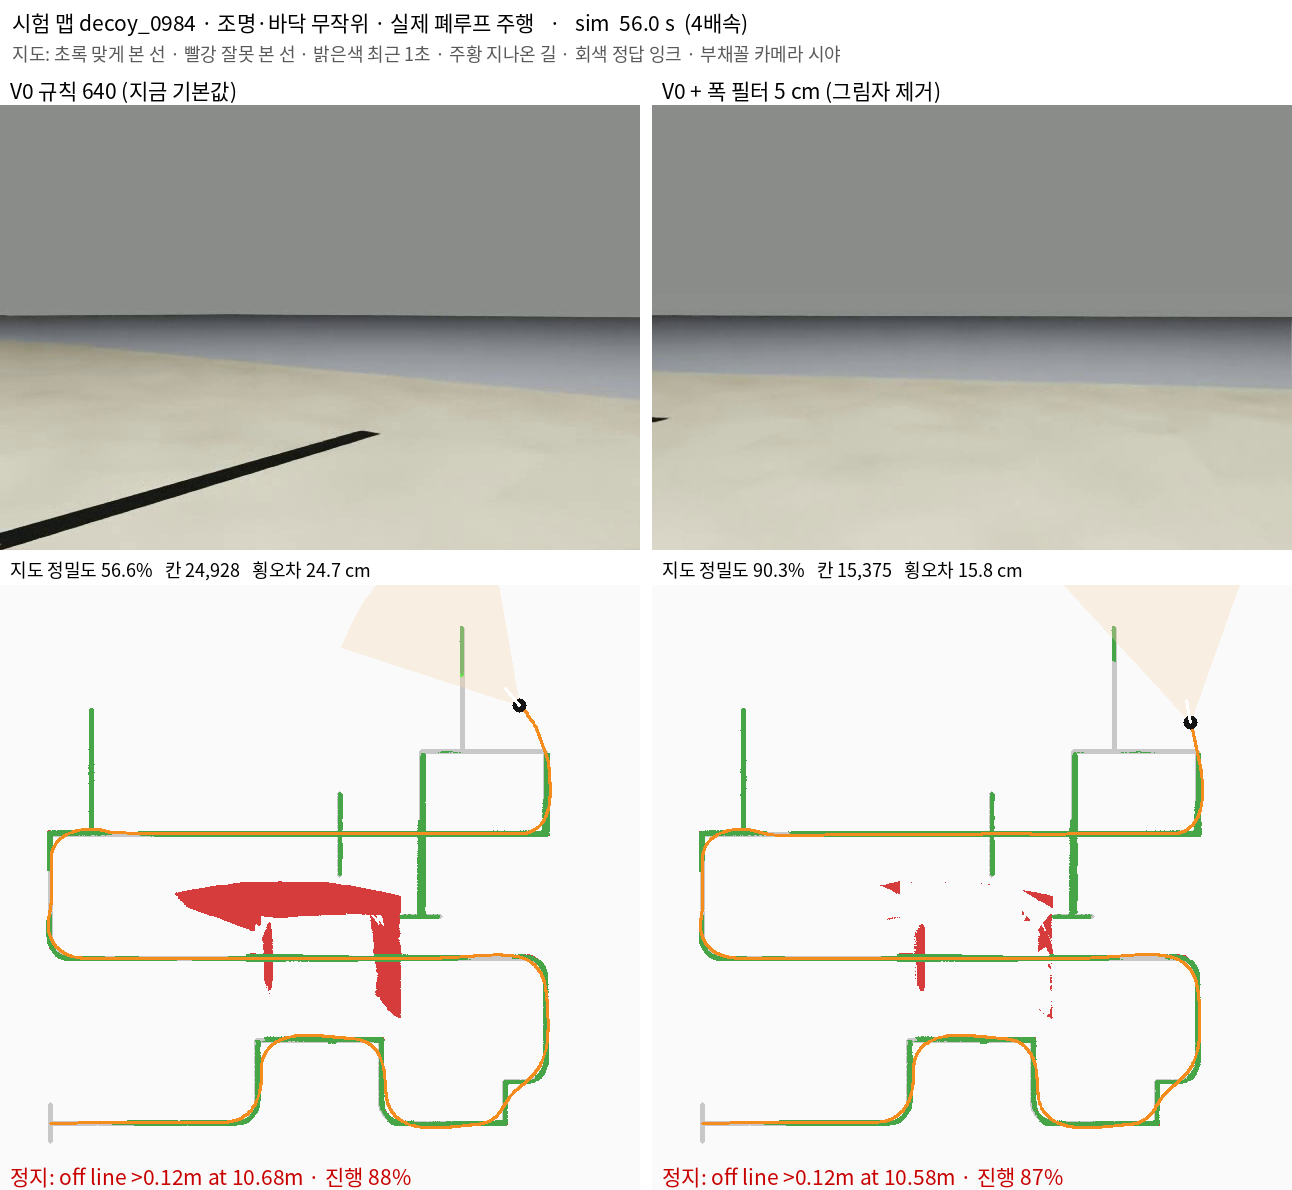 시험 맵 decoy_0984 · 조명·바닥 무작위 · 실제 폐루프 주행 · sim 56.0 s (4배속)
지도: 초록 맞게 본 선 · 빨강 잘못 본 선 · 밝은색 최근 1초 · 주황 지나온 길 · 회색 정답 잉크 · 부채꼴 카메라 시야
V0 규칙 640 (지금 기본값)
V0 + 폭 필터 5 cm (그림자 제거)
지도 정밀도 56.6% 칸 24,928 횡오차 24.7 cm
지도 정밀도 90.3% 칸 15,375 횡오차 15.8 cm
정지: off line >0.12m at 10.68m · 진행 88%
정지: off line >0.12m at 10.58m · 진행 87%